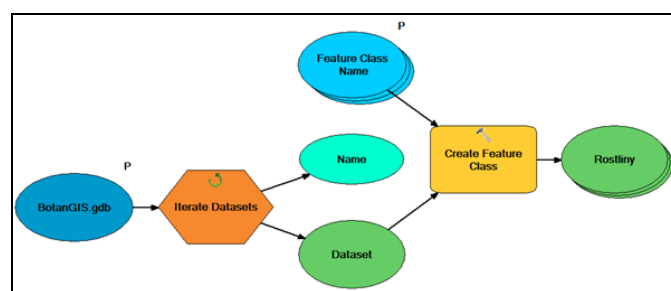 P
Feature Class
Name
Name
Create Feature
Class
Rostliny
P
BotanGIS.gdb
Iterate Datasets
Dataset